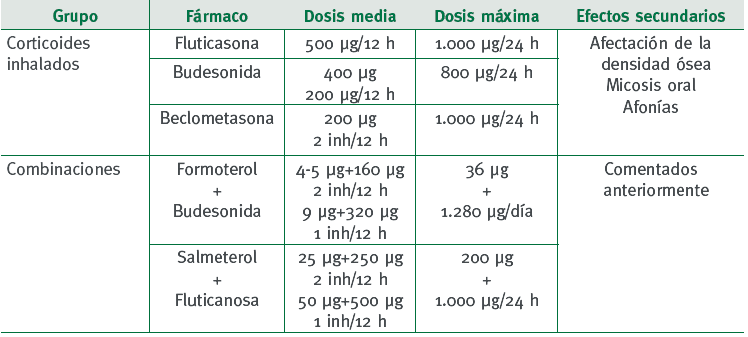 Grupo Fármaco Dosis media Dosis máxima Efectos secundarios
Corticoides inhalados
Fluticasona 500 µg/12 h 1.000 µg/24 h
Budesonida 400 µg 800 µg/24 h
200 µg/12 h
Beclometasona 200 µg 1.000 µg/24 h
2 inh/12 h
Afectación de la
densidad ósea
Micosis oral
Afonías
Combinaciones Formoterol 4-5 µg+160 µg 36 µg Comentados
+ 2 inh/12 h + anteriormente
Budesonida 9 µg+320 µg 1.280 µg/día
1 inh/12 h
Salmeterol 25 µg+250 µg 200 µg
+ 2 inh/12 h +
Fluticanosa 50 µg+500 µg 1.000 µg/24 h
1 inh/12 h